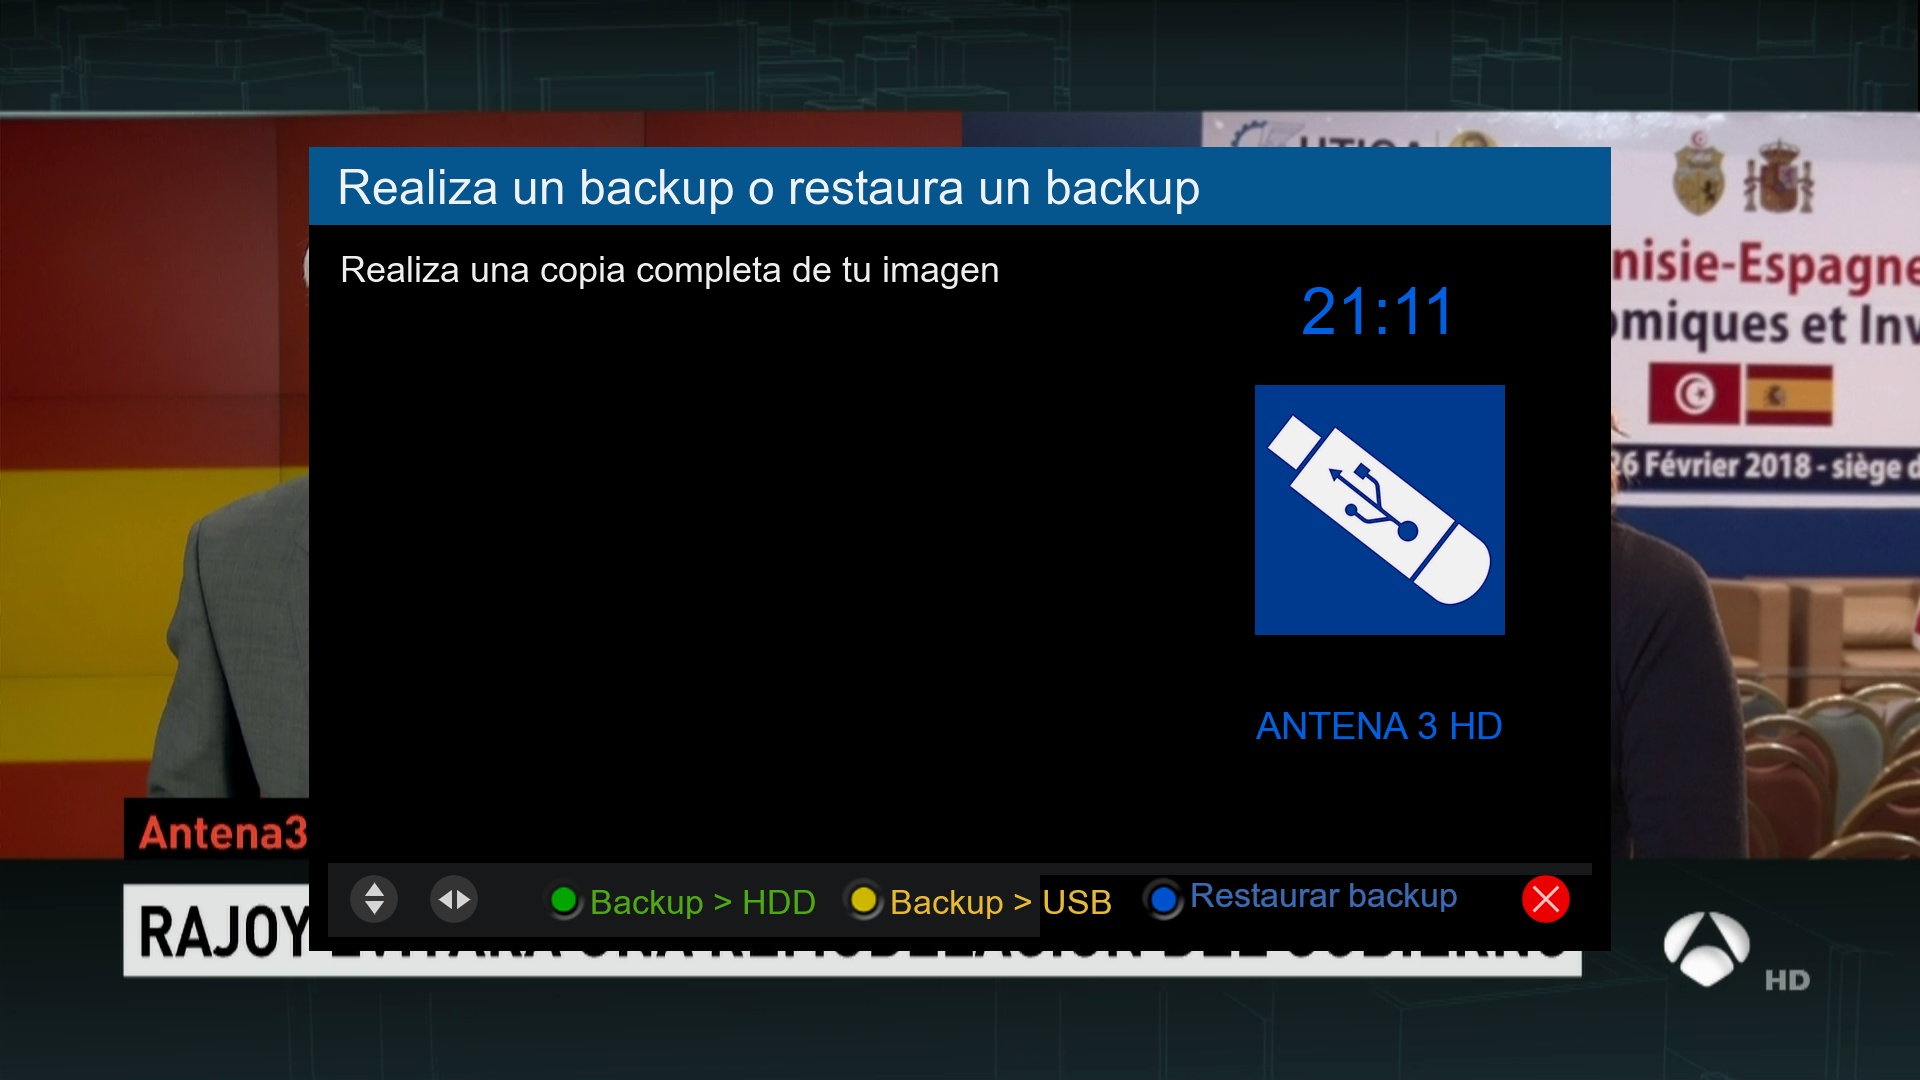 Realiza un backup o restaura un backup
Realiza una copia completa de tu imagen
21:11
nisie-Espagne
omiques et Inv
26 Février 2018 - siège d
ANTENA 3 HD
Antena3
Backup > HDD
Backup > USB
Restaurar backup
RAJOY
HD